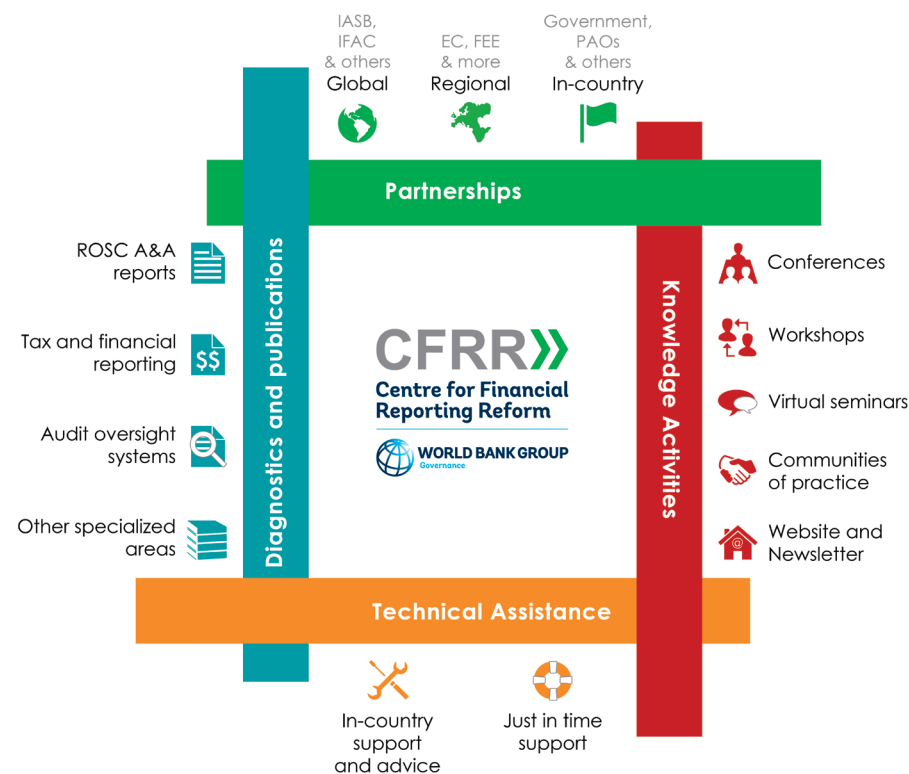 IASB,
IFAC
& others
Global
EC, FEE
& more
Regional
Government,
PAOs
& others
In-country
Partnerships
Diagnostics and publications
ROSC A&A
reports
Tax and financial
reporting
$$
Audit oversight
systems
Other specialized
areas
CFRR
Centre for Financial
Reporting Reform
WORLD BANK GROUP
Governance
Knowledge Activities
Conferences
Workshops
Virtual seminars
Communities
of practice
@
Website and
Newsletter
Technical Assistance
In-country
support
and advice
Just in time
support